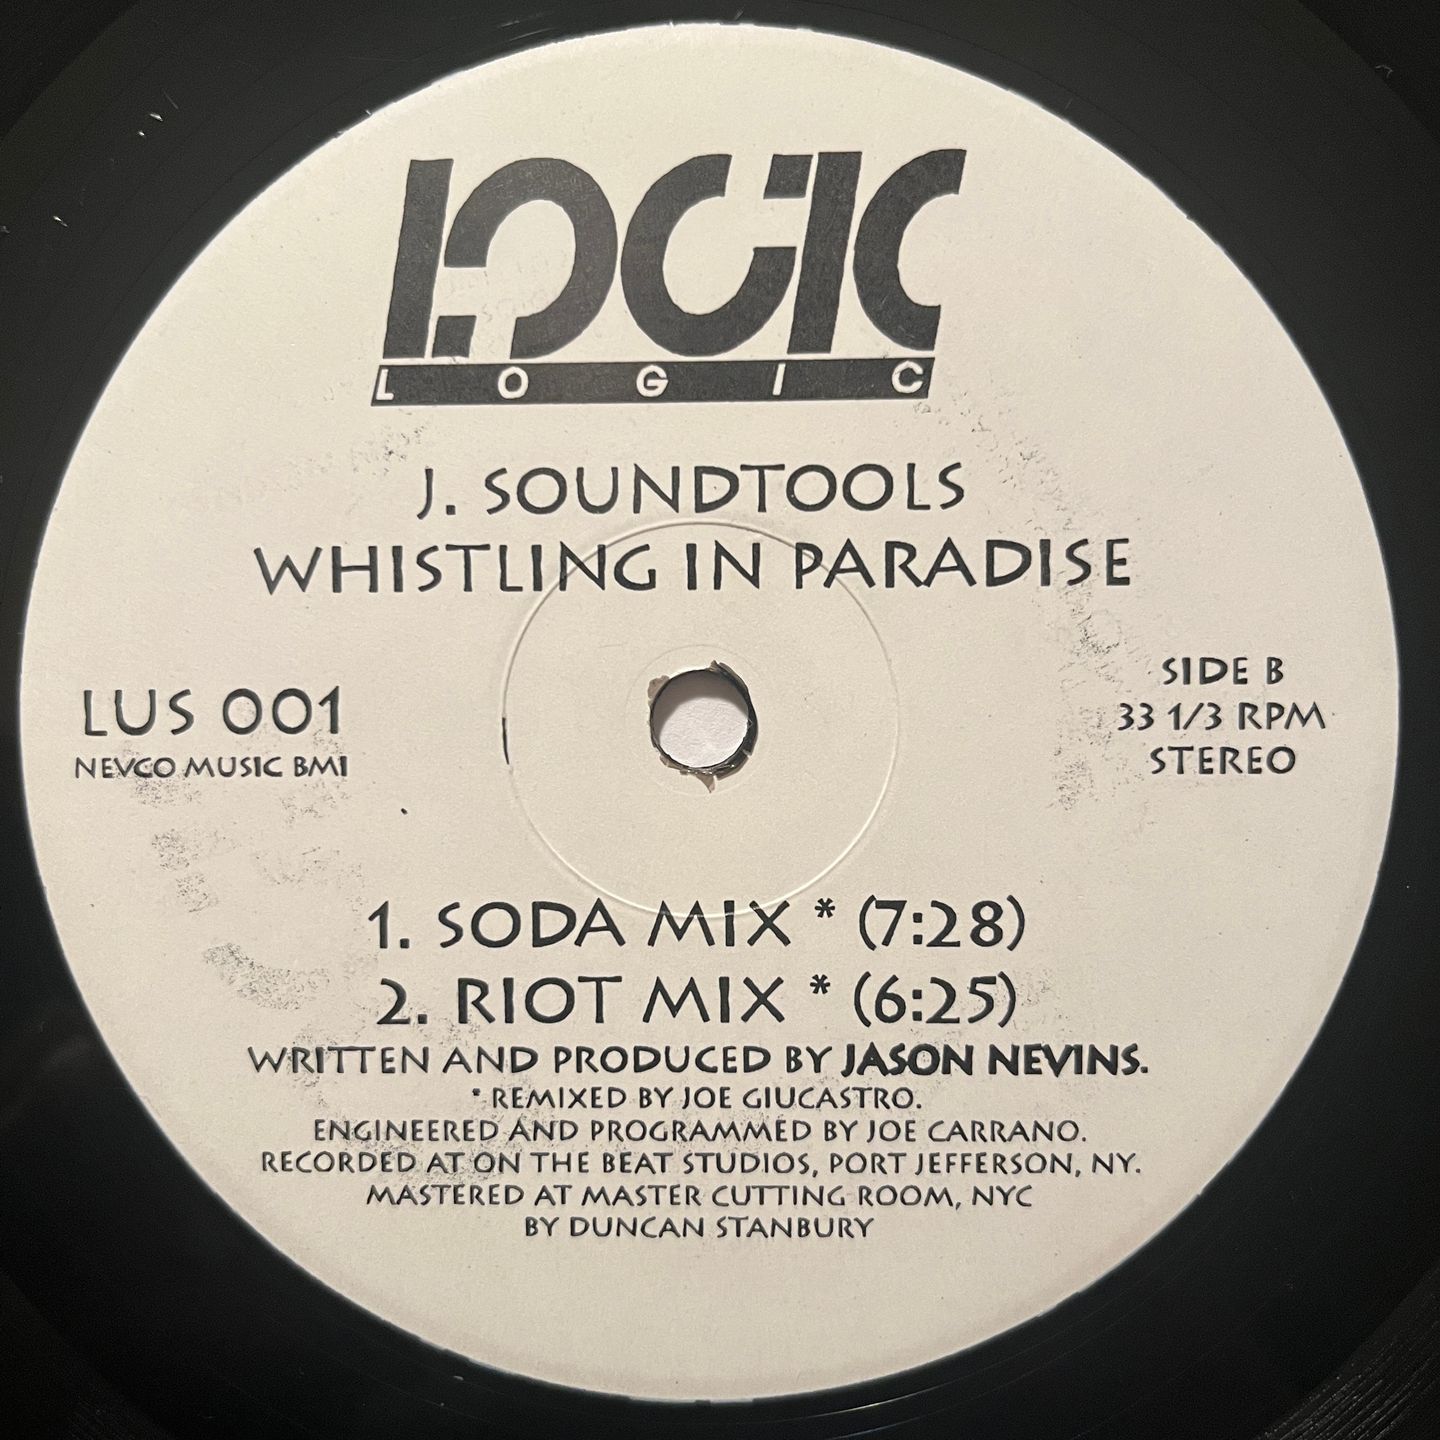 LOGIC
LOGIC
J. SOUNDTOOLS
WHISTLING IN PARADISE
LUS 001
NEVCO MUSIC BMI
SIDE B
33 1/3 RPM
STEREO
1. SODA MIX * (7:28)
2. RIOT MIX * (6:25)
WRITTEN AND PRODUCED BY JASON NEVINS.
* REMIXED BY JOE GIUCASTRO.
ENGINEERED AND PROGRAMMED BY JOE CARRANO.
RECORDED AT ON THE BEAT STUDIOS, PORT JEFFERSON, NY.
MASTERED AT MASTER CUTTING ROOM, NYC
BY DUNCAN STANBURY